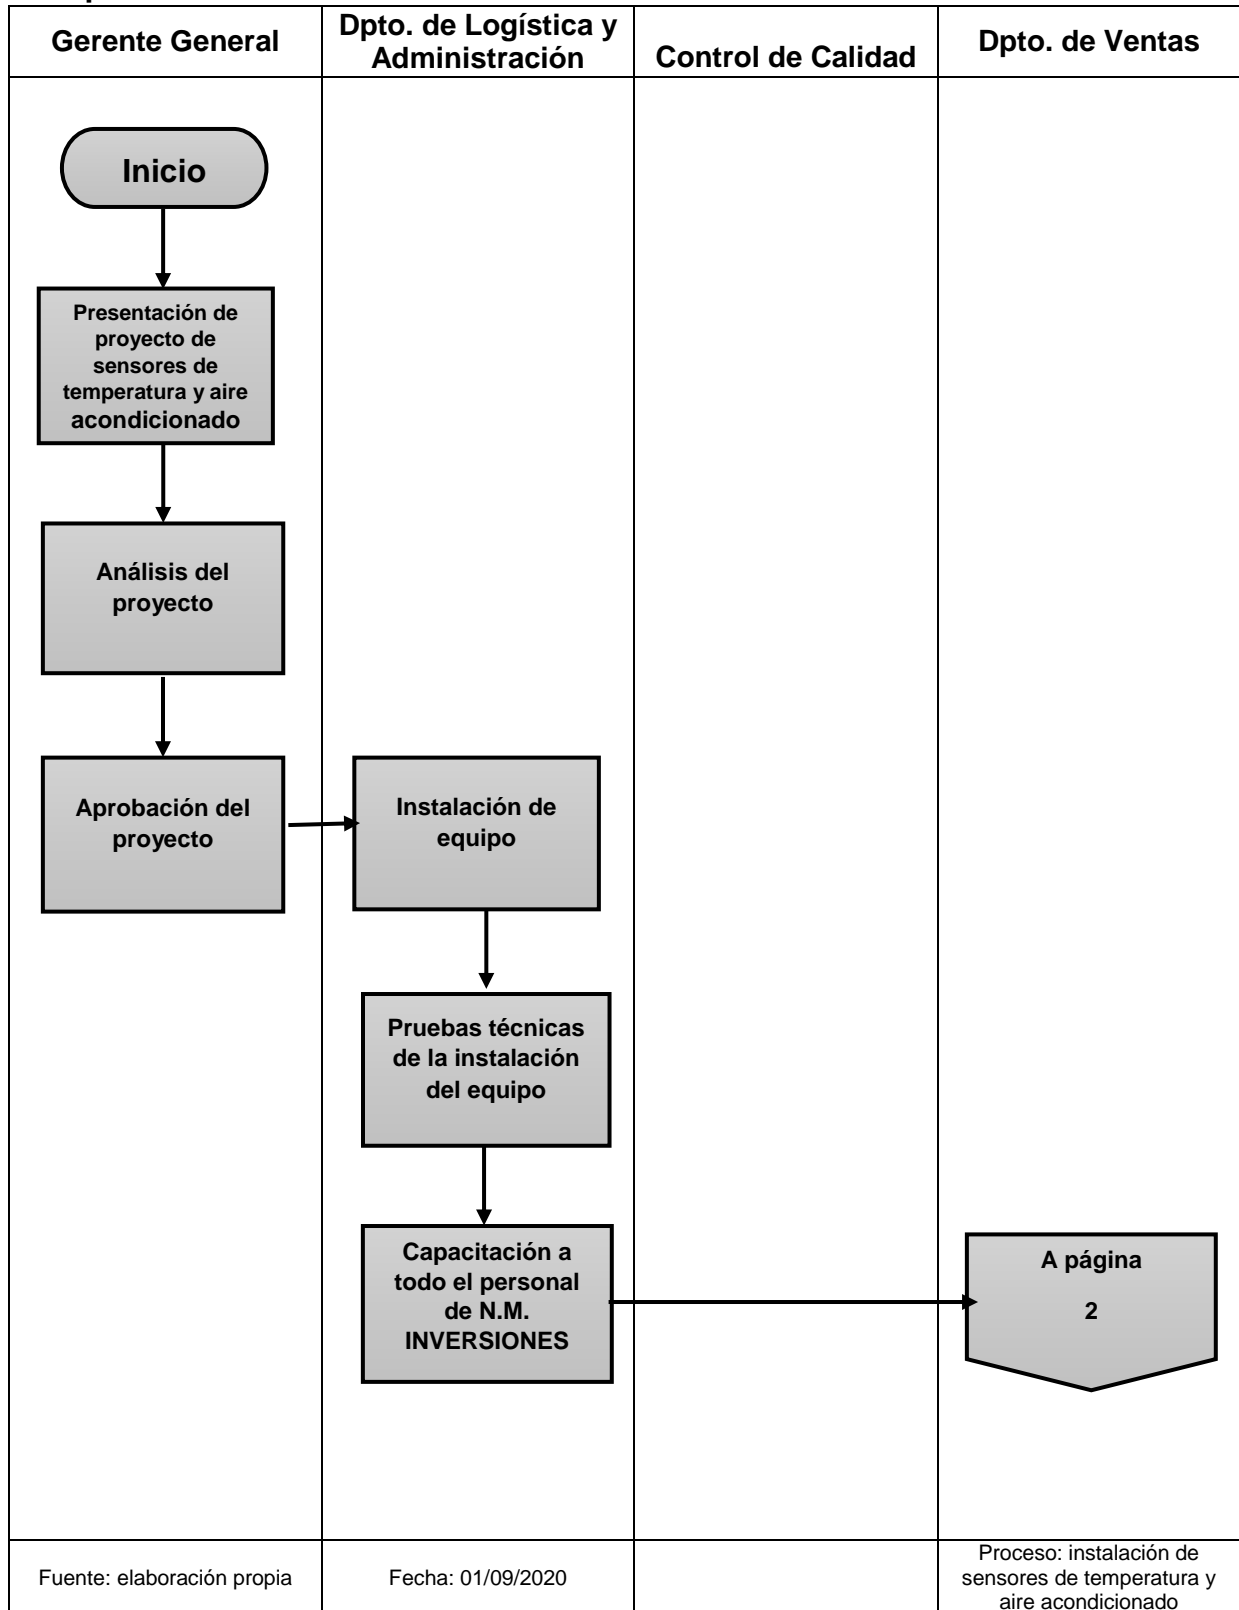 Gerente General
Dpto. de Logística y
Administración
Control de Calidad
Dpto. de Ventas
Inicio
Presentación de
proyecto de
sensores de
temperatura y aire
acondicionado
Análisis del
proyecto
Aprobación del
proyecto
Instalación de
equipo
Pruebas técnicas
de la instalación
del equipo
Capacitación a
todo el personal
de N.M.
INVERSIONES
A página
2
Fuente: elaboración propia
Fecha: 01/09/2020
Proceso: instalación de
sensores de temperatura y
aire acondicionado